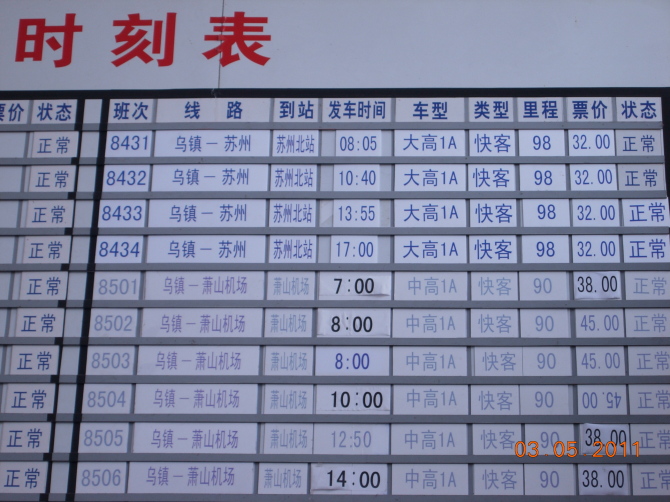 时刻表
票价 状态 班次 线路 到站 发车时间 车型 类型 里程 票价 状态
正常 8431 乌镇－苏州 苏州北站 08:05 大高1A 快客 98 32.00 正常
正常 8432 乌镇－苏州 苏州北站 10:40 大高1A 快客 98 32.00 正常
正常 8433 乌镇－苏州 苏州北站 13:55 大高1A 快客 98 32.00 正常
正常 8434 乌镇－苏州 苏州北站 17:00 大高1A 快客 98 32.00 正常
正常 8501 乌镇－萧山机场 萧山机场 7:00 中高1A 快客 90 38.00 正常
正常 8502 乌镇－萧山机场 萧山机场 8:00 中高1A 快客 90 45.00 正常
正常 8503 乌镇－萧山机场 萧山机场 8:00 中高1A 快客 90 45.00 正常
正常 8504 乌镇－萧山机场 萧山机场 10:00 中高1A 快客 90 45.00 正常
正常 8505 乌镇－萧山机场 萧山机场 12:50 中高1A 快客 90 38.00 正常
正常 8506 乌镇－萧山机场 萧山机场 14:00 中高1A 快客 90 38.00 正常
03 05 2011